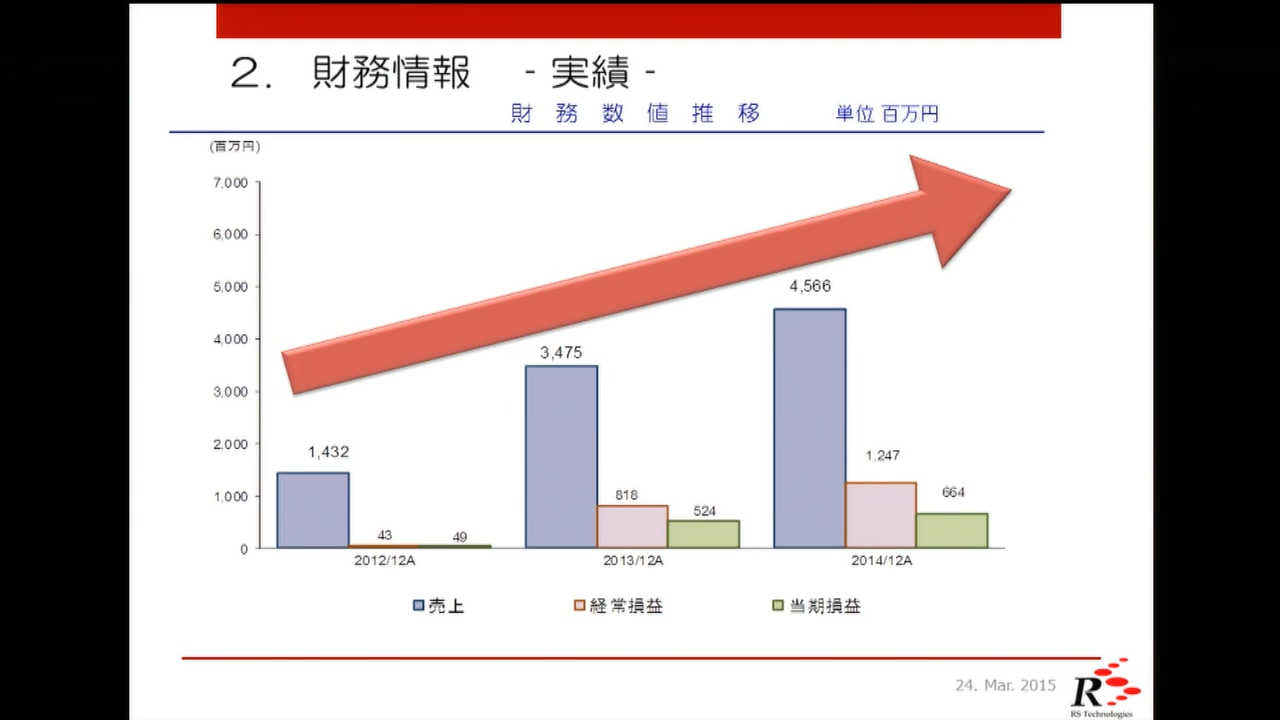 ２． 財務情報 - 実績 -
財務数値推移 単位 百万円
(百万円)
7,000
6,000
5,000
4,000
3,000
2,000
1,000
0
1,432
43
49
3,475
818
524
4,566
1,247
664
2012/12A
2013/12A
2014/12A
売上
経常損益
当期損益
24. Mar. 2015
RS Technologies